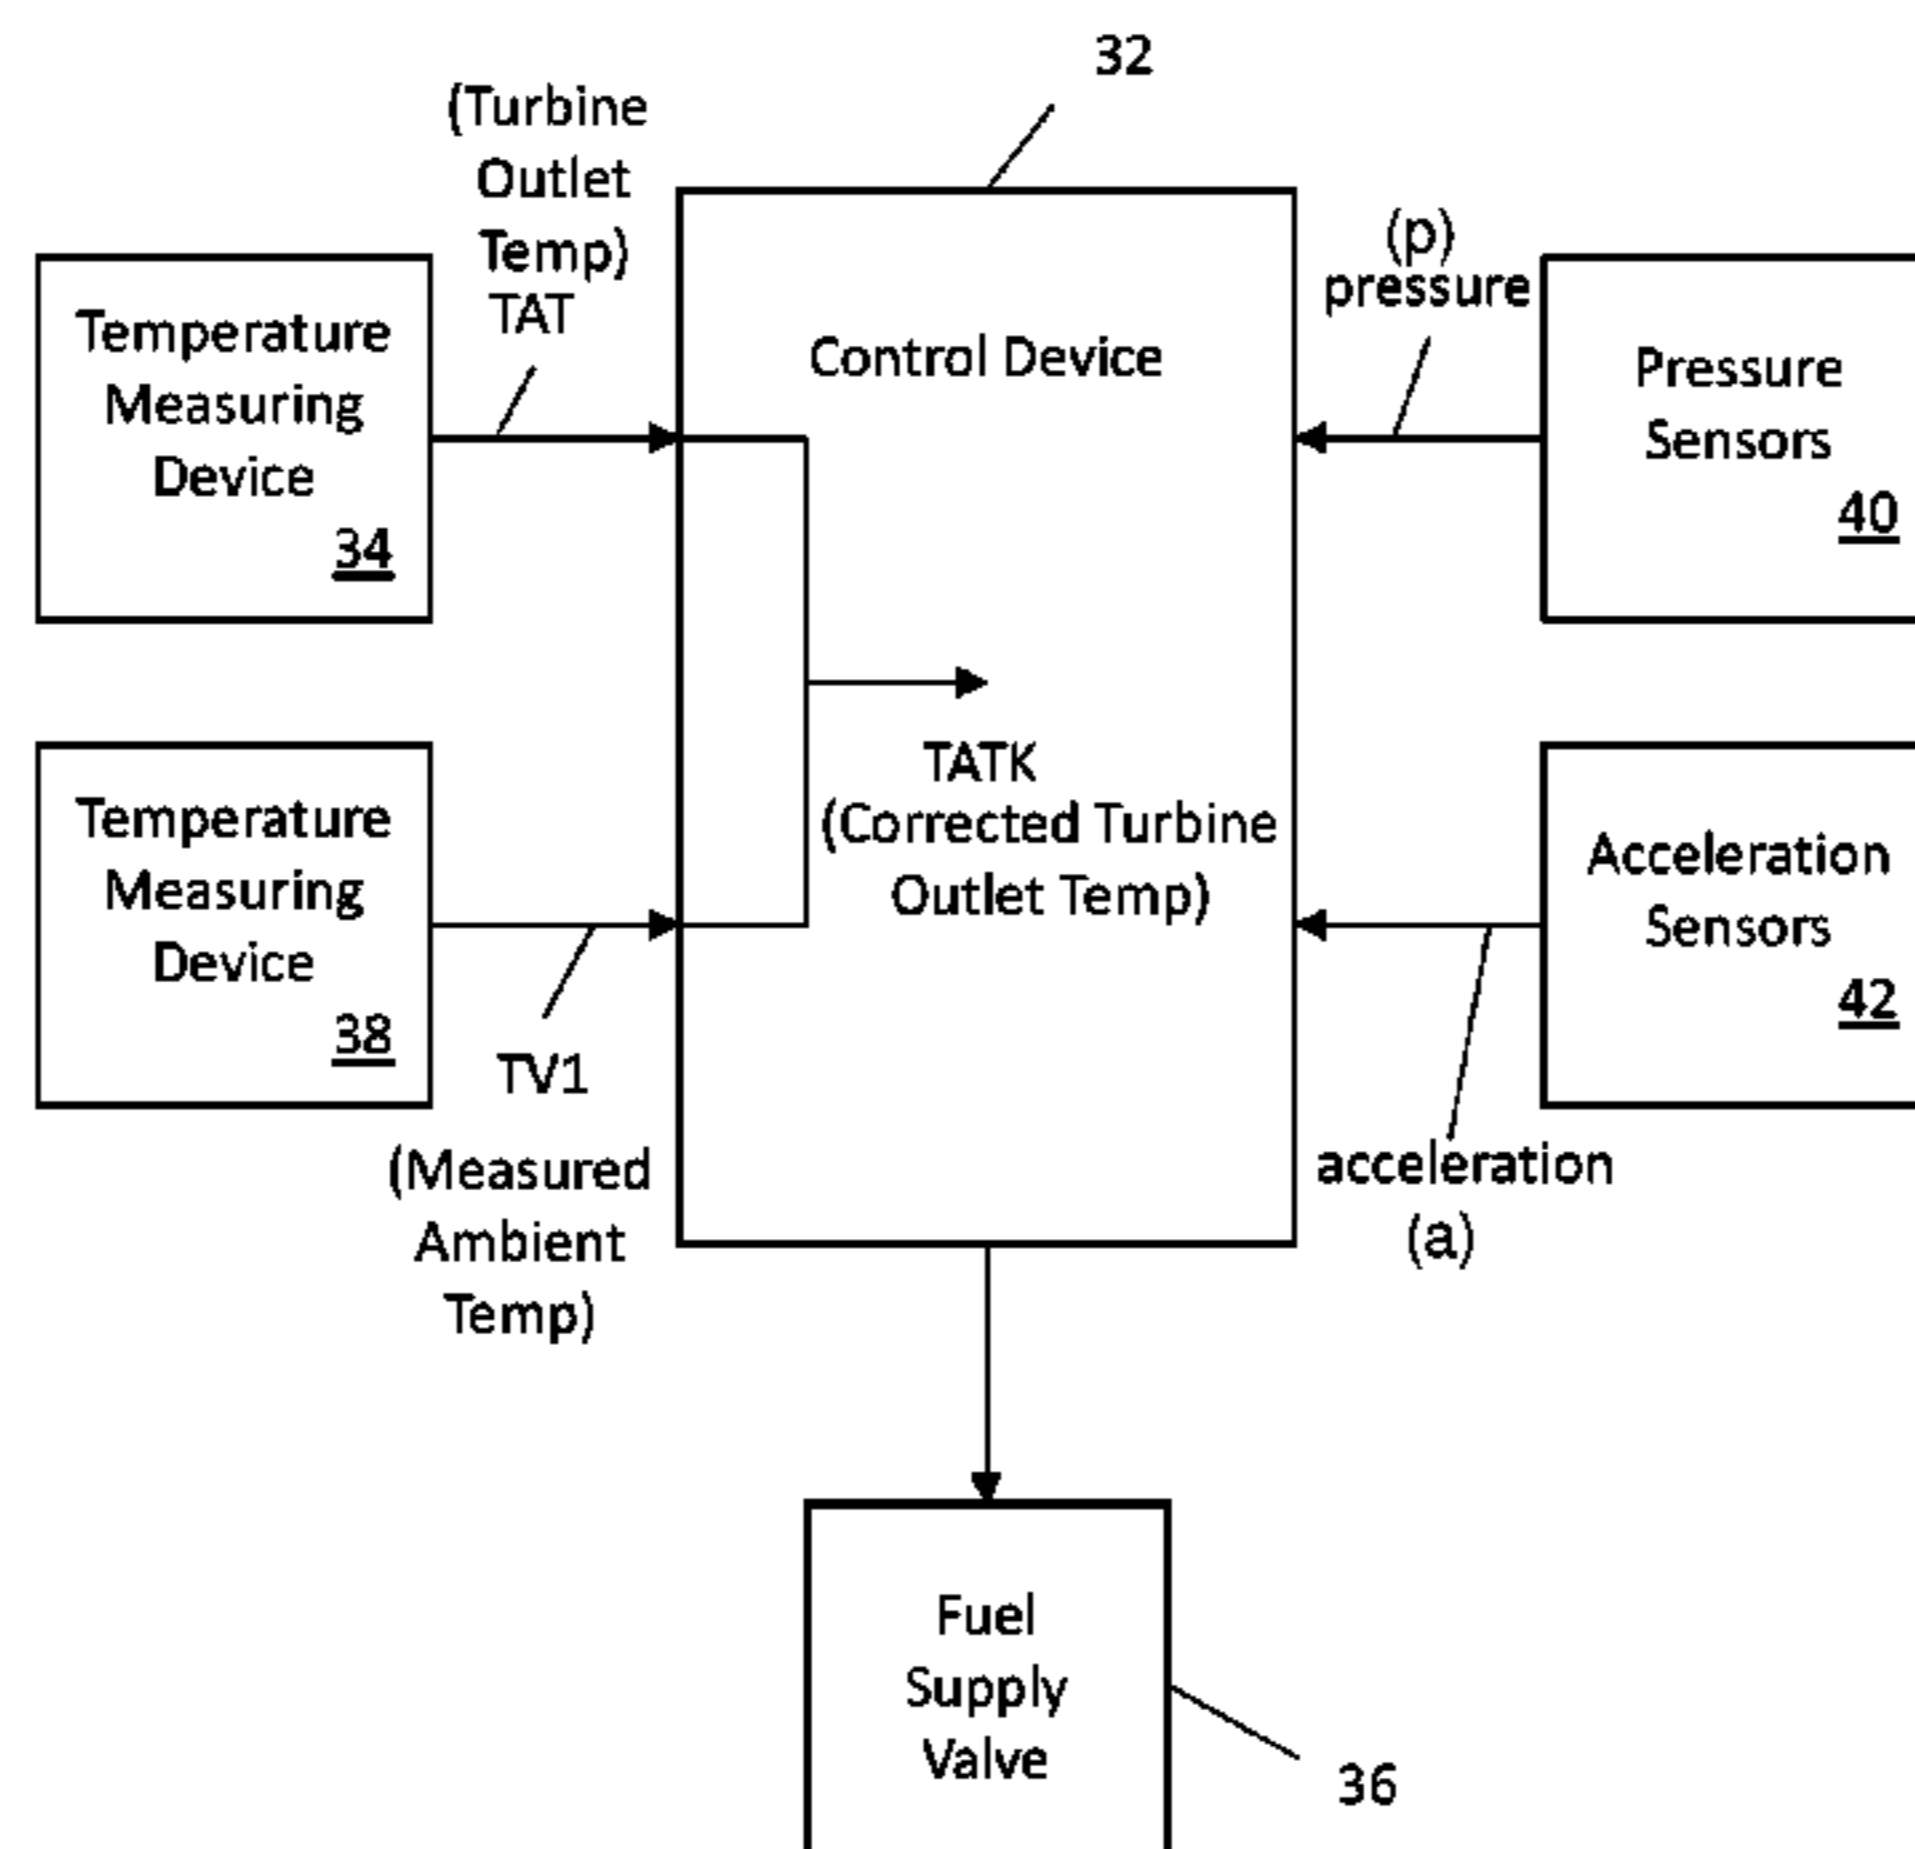 32
(Turbine
Outlet
Temp)
TAT
Temperature
Measuring
Device
34
Control Device
(p)
pressure
Pressure
Sensors
40
TATK
(Corrected Turbine
Outlet Temp)
Temperature
Measuring
Device
38
TV1
(Measured
Ambient
Temp)
Acceleration
Sensors
42
acceleration
(a)
Fuel
Supply
Valve
36